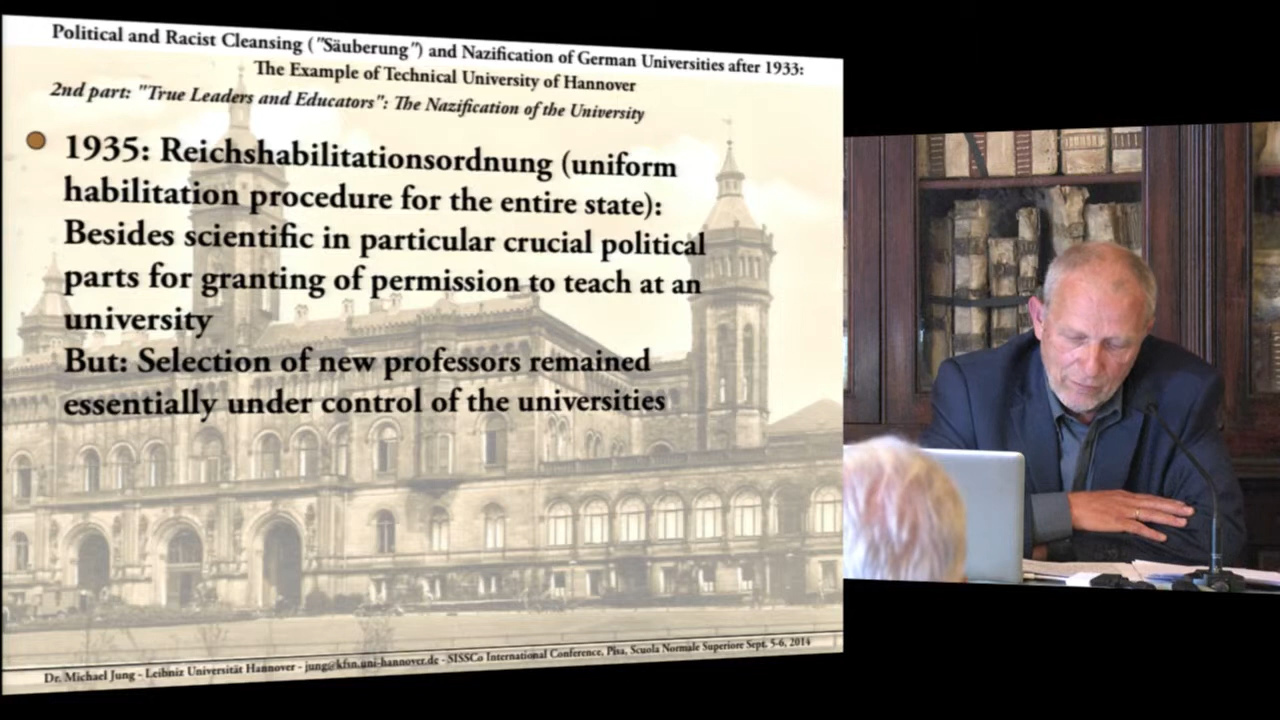 Political and Racist Cleansing ("Säuberung") and Nazification of German Universities after 1933:
The Example of Technical University of Hannover
2nd part: "True Leaders and Educators": The Nazification of the University
1935: Reichshabilitationsordnung (uniform
habilitation procedure for the entire state):
Besides scientific in particular crucial political
parts for granting of permission to teach at an
university
But: Selection of new professors remained
essentially under control of the universities
Dr. Michael Jung - Leibniz Universität Hannover - jung@kfsn.uni-hannover.de - SISSCo International Conference, Pisa, Scuola Normale Superiore Sept. 5-6, 2014